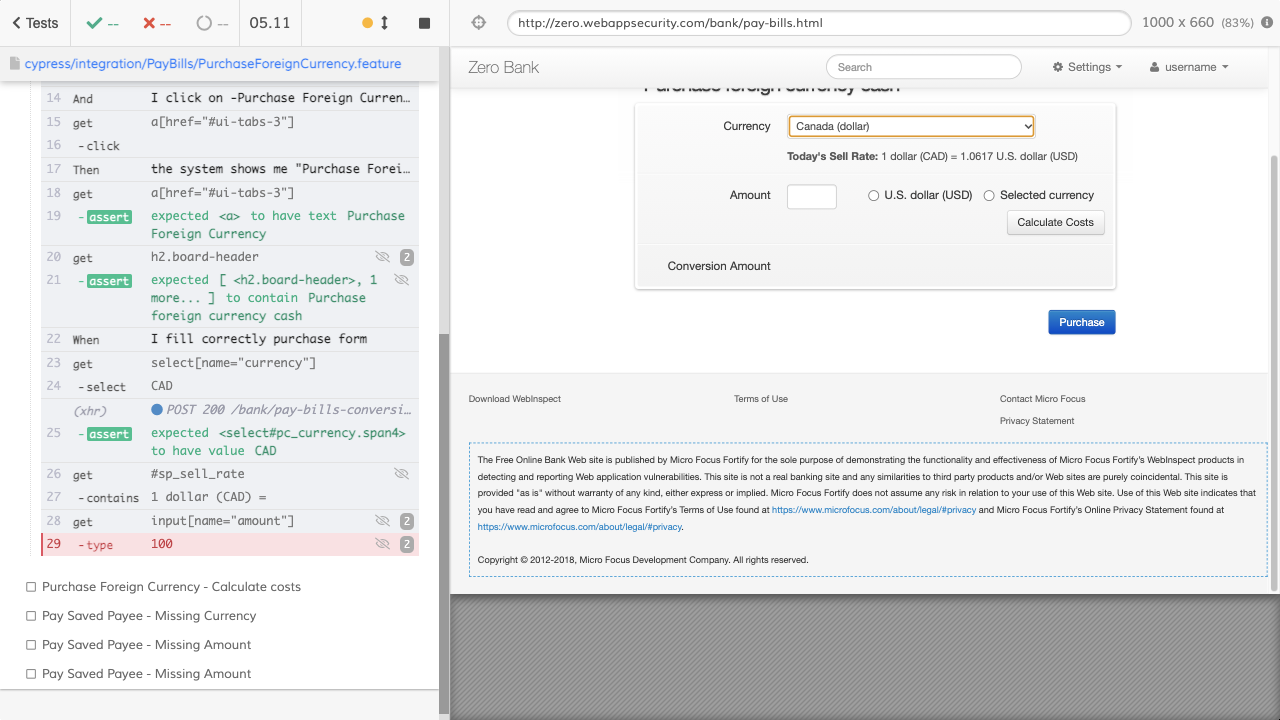 Tests
--
--
--
05.11
cypress/integration/PayBills/PurchaseForeignCurrency.feature
14 And I click on -Purchase Foreign Curren…
15 get a[href="#ui-tabs-3"]
16 -click
17 Then the system shows me "Purchase Forei…
18 get a[href="#ui-tabs-3"]
19 -assert expected <a> to have text Purchase
Foreign Currency
20 get h2.board-header 2
21 -assert expected [ <h2.board-header>, 1
more... ] to contain Purchase
foreign currency cash
22 When I fill correctly purchase form
23 get select[name="currency"]
24 -select CAD
(xhr) POST 200 /bank/pay-bills-conversi…
25 -assert expected <select#pc_currency.span4>
to have value CAD
26 get #sp_sell_rate
27 -contains 1 dollar (CAD) =
28 get input[name="amount"] 2
29 -type 100 2
Purchase Foreign Currency - Calculate costs
Pay Saved Payee - Missing Currency
Pay Saved Payee - Missing Amount
Pay Saved Payee - Missing Amount
http://zero.webappsecurity.com/bank/pay-bills.html
1000 x 660 (83%)
Zero Bank
Search
Settings
username
Purchase foreign currency cash
Currency
Canada (dollar)
Today's Sell Rate: 1 dollar (CAD) = 1.0617 U.S. dollar (USD)
Amount
U.S. dollar (USD)
Selected currency
Calculate Costs
Conversion Amount
Purchase
Download WebInspect
Terms of Use
Contact Micro Focus
Privacy Statement
The Free Online Bank Web site is published by Micro Focus Fortify for the sole purpose of demonstrating the functionality and effectiveness of Micro Focus Fortify's WebInspect products in
detecting and reporting Web application vulnerabilities. This site is not a real banking site and any similarities to third party products and/or Web sites are purely coincidental. This site is
provided "as is" without warranty of any kind, either express or implied. Micro Focus Fortify does not assume any risk in relation to your use of this Web site. Use of this Web site indicates that
you have read and agree to Micro Focus Fortify's Terms of Use found at https://www.microfocus.com/about/legal/#privacy and Micro Focus Fortify's Online Privacy Statement found at
https://www.microfocus.com/about/legal/#privacy.
Copyright © 2012-2018, Micro Focus Development Company. All rights reserved.